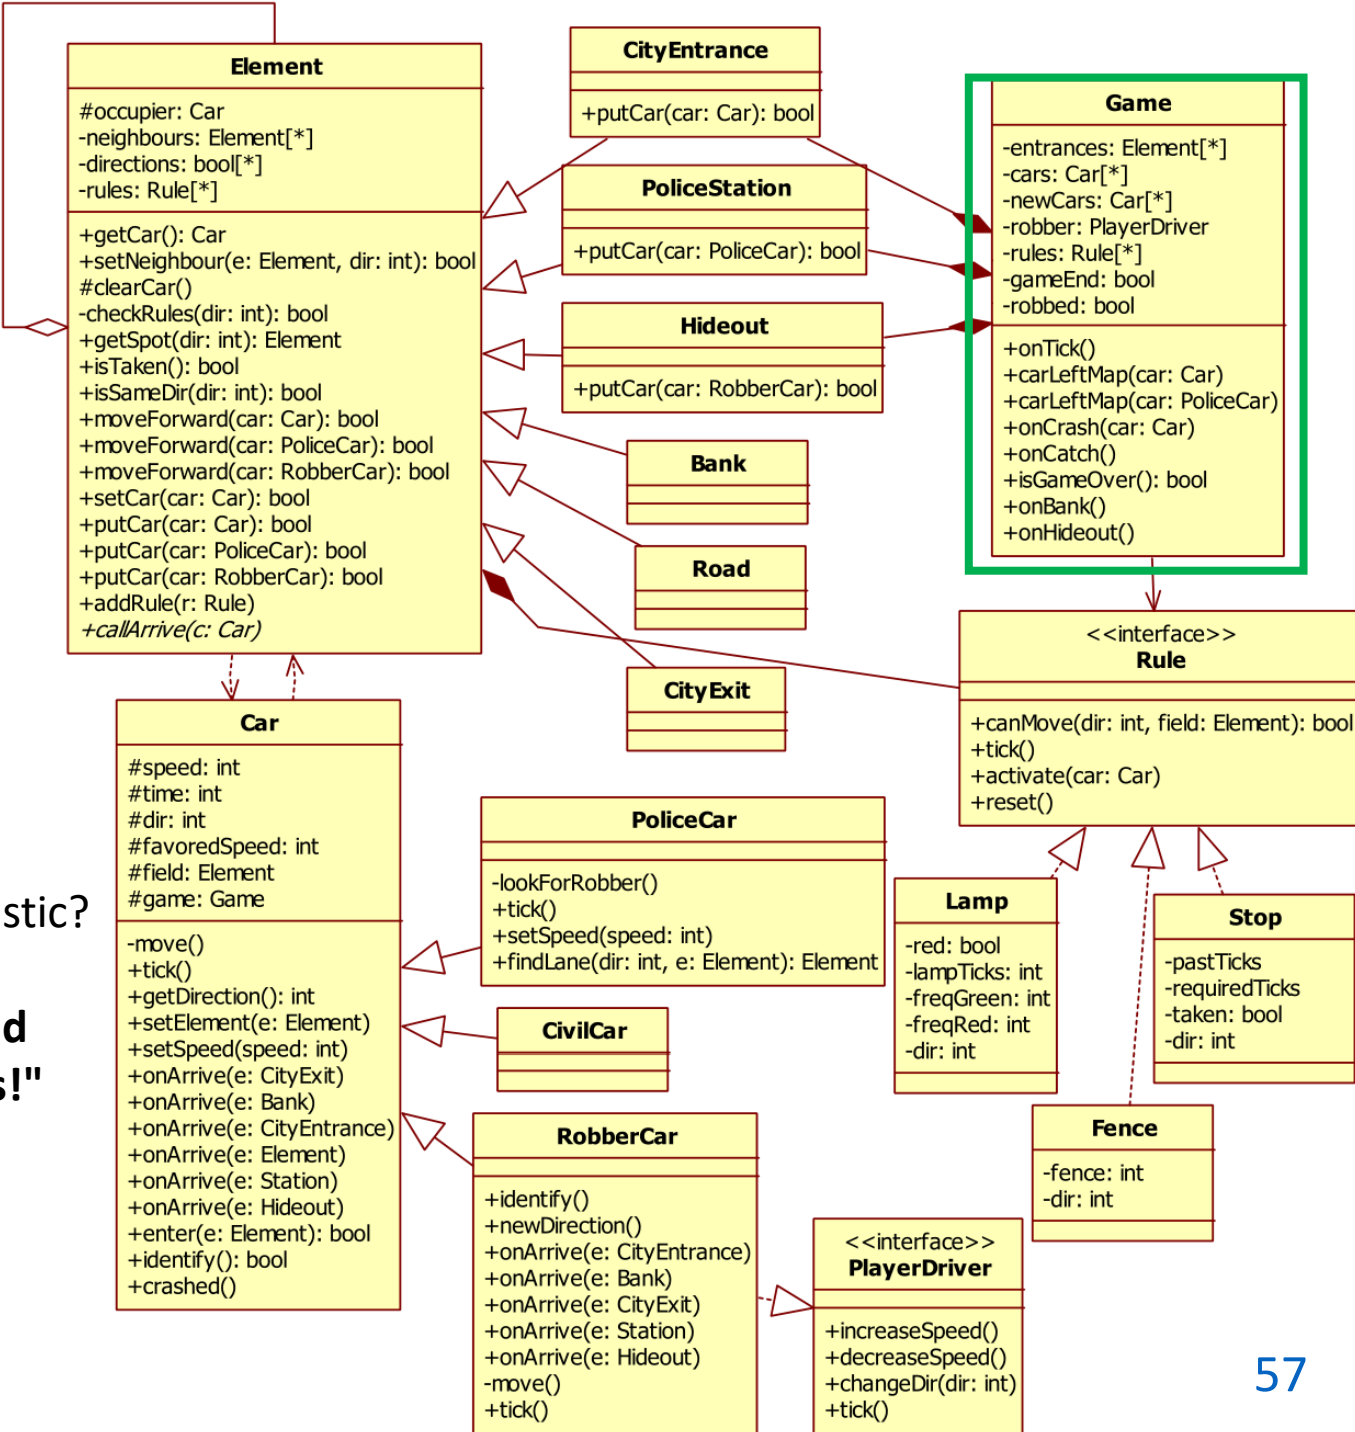 Element
#occupier: Car
-neighbours: Element[*]
-directions: bool[*]
-rules: Rule[*]
+getCar(): Car
+setNeighbour(e: Element, dir: int): bool
#clearCar()
-checkRules(dir: int): bool
+getSpot(dir: int): Element
+isTaken(): bool
+isSameDir(dir: int): bool
+moveForward(car: Car): bool
+moveForward(car: PoliceCar): bool
+moveForward(car: RobberCar): bool
+setCar(car: Car): bool
+putCar(car: Car): bool
+putCar(car: PoliceCar): bool
+putCar(car: RobberCar): bool
+addRule(r: Rule)
+callArrive(c: Car)
CityEntrance
+putCar(car: Car): bool
PoliceStation
+putCar(car: PoliceCar): bool
Hideout
+putCar(car: RobberCar): bool
Bank
Road
CityExit
Game
-entrances: Element[*]
-cars: Car[*]
-newCars: Car[*]
-robber: PlayerDriver
-rules: Rule[*]
-gameEnd: bool
-robbed: bool
+onTick()
+carLeftMap(car: Car)
+carLeftMap(car: PoliceCar)
+onCrash(car: Car)
+onCatch()
+isGameOver(): bool
+onBank()
+onHideout()
<<interface>>
Rule
+canMove(dir: int, field: Element): bool
+tick()
+activate(car: Car)
+reset()
Car
#speed: int
#time: int
#dir: int
#favoredSpeed: int
#field: Element
#game: Game
-move()
+tick()
+getDirection(): int
+setElement(e: Element)
+setSpeed(speed: int)
+onArrive(e: CityExit)
+onArrive(e: Bank)
+onArrive(e: CityEntrance)
+onArrive(e: Element)
+onArrive(e: Station)
+onArrive(e: Hideout)
+enter(e: Element): bool
+identify(): bool
+crashed()
stic?
d
s!"
PoliceCar
-lookForRobber()
+tick()
+setSpeed(speed: int)
+findLane(dir: int, e: Element): Element
CivilCar
RobberCar
+identify()
+newDirection()
+onArrive(e: CityEntrance)
+onArrive(e: Bank)
+onArrive(e: CityExit)
+onArrive(e: Station)
+onArrive(e: Hideout)
-move()
+tick()
<<interface>>
PlayerDriver
+increaseSpeed()
+decreaseSpeed()
+changeDir(dir: int)
+tick()
Lamp
-red: bool
-lampTicks: int
-freqGreen: int
-freqRed: int
-dir: int
Stop
-pastTicks
-requiredTicks
-taken: bool
-dir: int
Fence
-fence: int
-dir: int
57